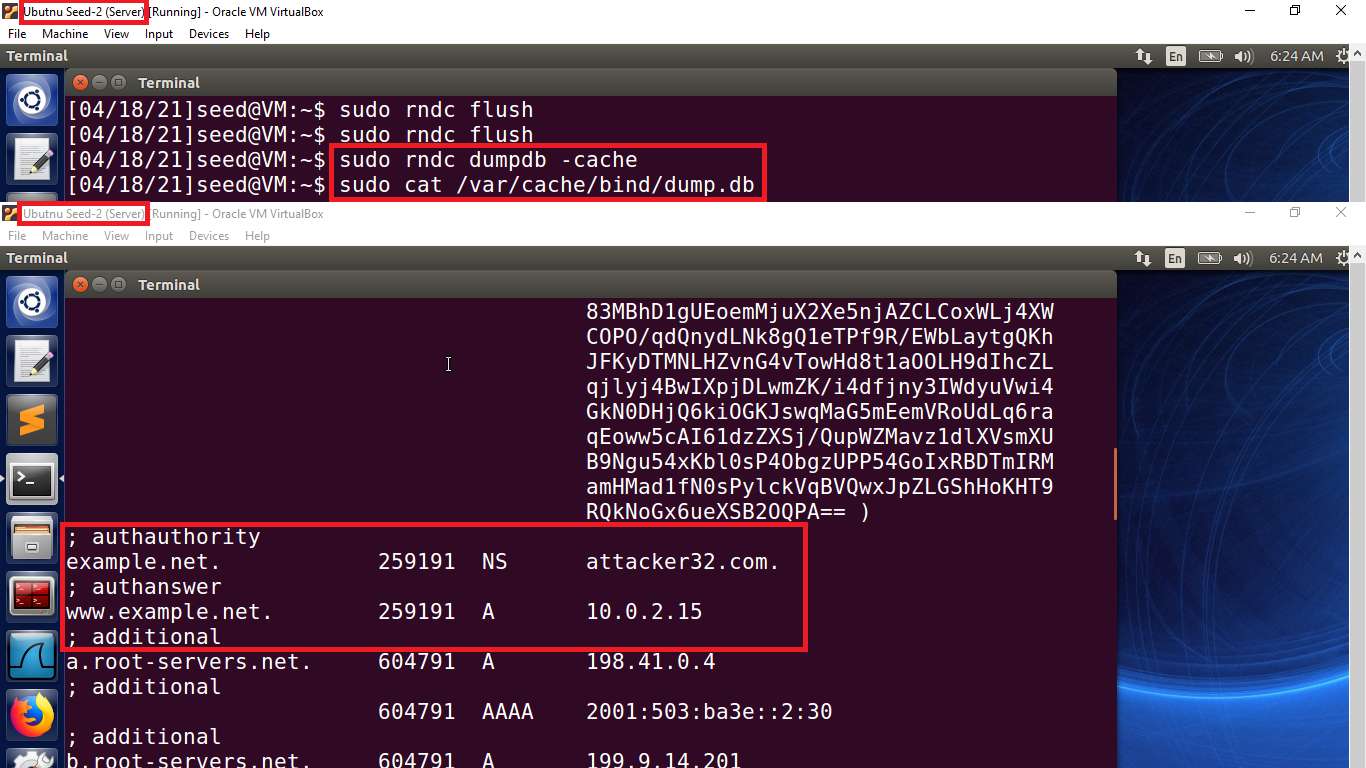 Ubutnu Seed-2 (Server) [Running] - Oracle VM VirtualBox
File Machine View Input Devices Help
Terminal En 6:24 AM
Terminal
[04/18/21]seed@VM:~$ sudo rndc flush
[04/18/21]seed@VM:~$ sudo rndc flush
[04/18/21]seed@VM:~$ sudo rndc dumpdb -cache
[04/18/21]seed@VM:~$ sudo cat /var/cache/bind/dump.db
Ubutnu Seed-2 (Server) [Running] - Oracle VM VirtualBox
File Machine View Input Devices Help
Terminal En 6:24 AM
Terminal
83MBhD1gUEoemMjuX2Xe5njAZCLCoxWLj4XW
COPO/qdQnydLNk8gQ1eTPf9R/EWbLaytgQKh
JFKyDTMNLHZvnG4vTowHd8t1aOOLH9dIhcZL
qjlyj4BwIXpjDLwmZK/i4dfjny3IWdyuVwi4
GkN0DHjQ6kiOGKJswqMaG5mEemVRoUdLq6ra
qEoww5cAI61dzZXSj/QupWZMavz1dlXVsmXU
B9Ngu54xKbl0sP4ObgzUPP54GoIxRBDTmIRM
amHMad1fN0sPylckVqBVQwxJpZLGShHoKHT9
RQkNoGx6ueXSB2OQPA== )
; authauthority
example.net. 259191 NS attacker32.com.
; authanswer
www.example.net. 259191 A 10.0.2.15
; additional
a.root-servers.net. 604791 A 198.41.0.4
; additional
604791 AAAA 2001:503:ba3e::2:30
; additional
b.root-servers.net. 604791 A 199.9.14.201